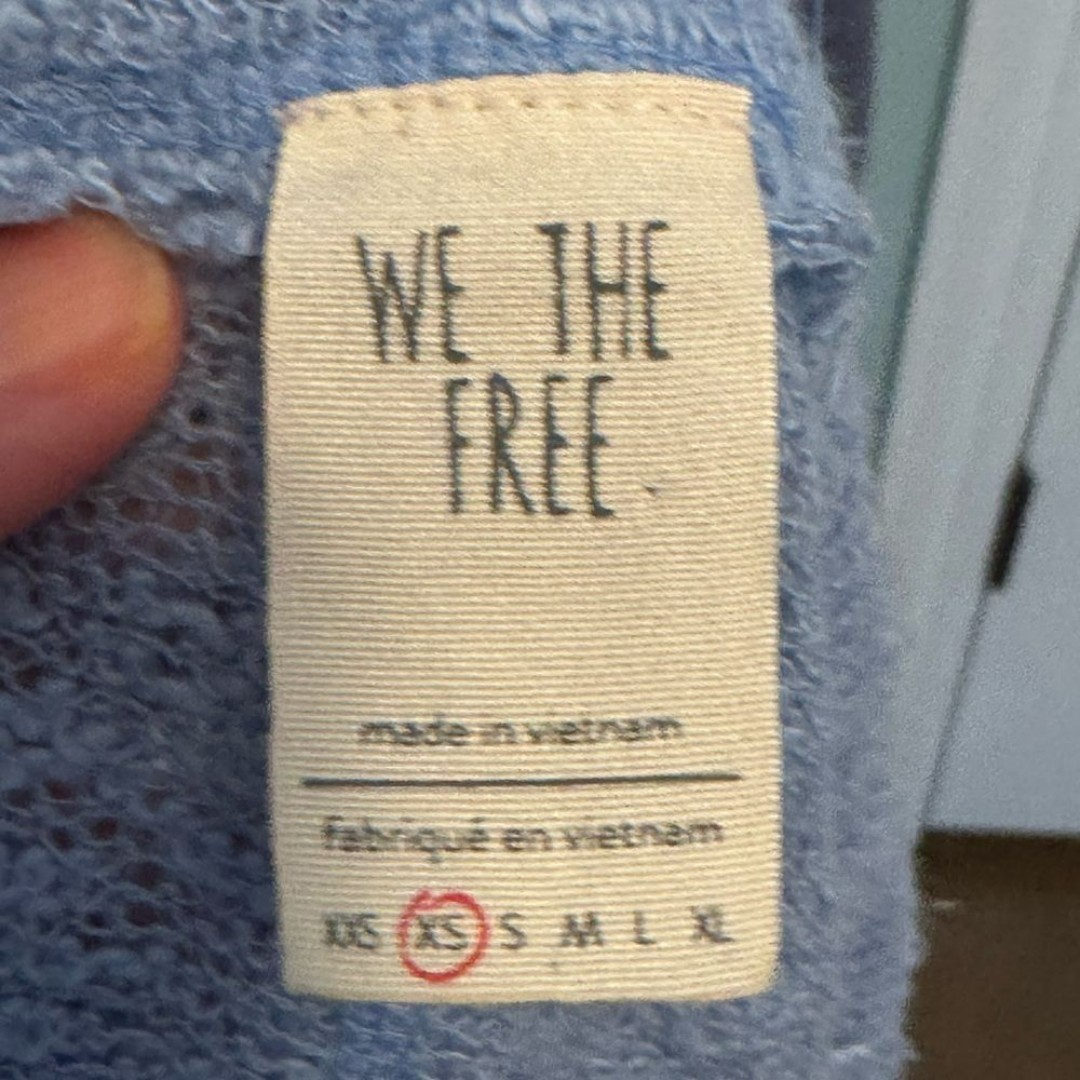 WE THE
FREE.
made in vietnam
fabriqué en vietnam
XXS XS S M L XL